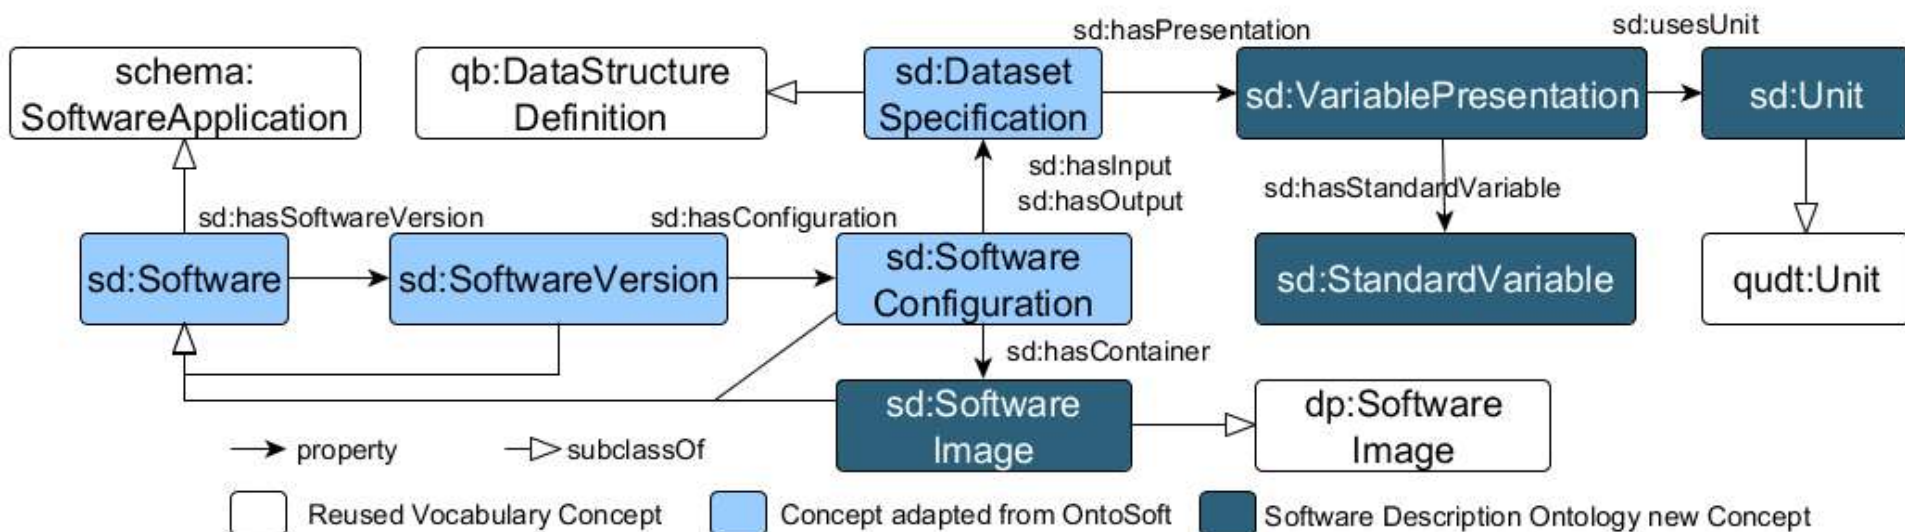 sd:hasPresentation
sd:usesUnit
schema:
SoftwareApplication
qb:DataStructure
Definition
sd:Dataset
Specification
sd:VariablePresentation
sd:Unit
sd:hasInput
sd:hasOutput
sd:hasStandardVariable
sd:hasSoftwareVersion
sd:hasConfiguration
sd:Software
sd:SoftwareVersion
sd:Software
Configuration
sd:StandardVariable
qudt:Unit
sd:hasContainer
sd:Software
Image
dp:Software
Image
property
subclassOf
Reused Vocabulary Concept
Concept adapted from OntoSoft
Software Description Ontology new Concept